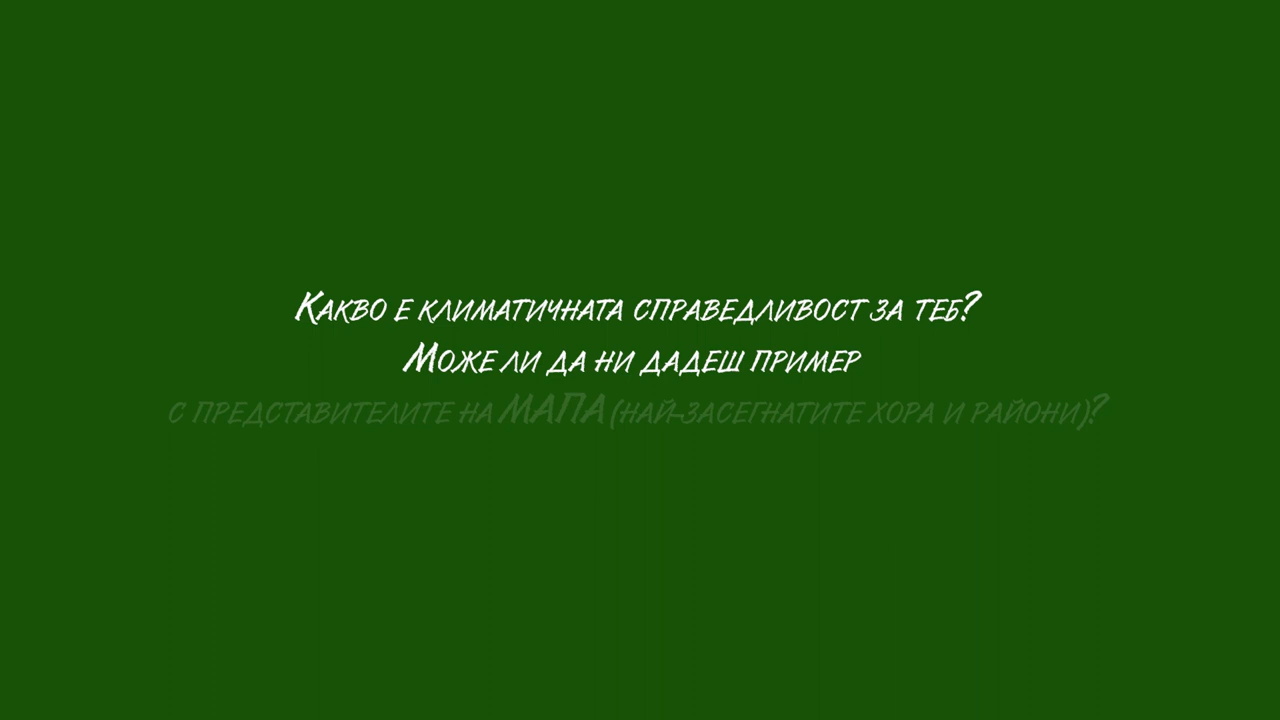 Какво е климатичната справедливост за теб?
Може ли да ни дадеш пример
с представителите на МАПА (най-засегнатите хора и райони)?